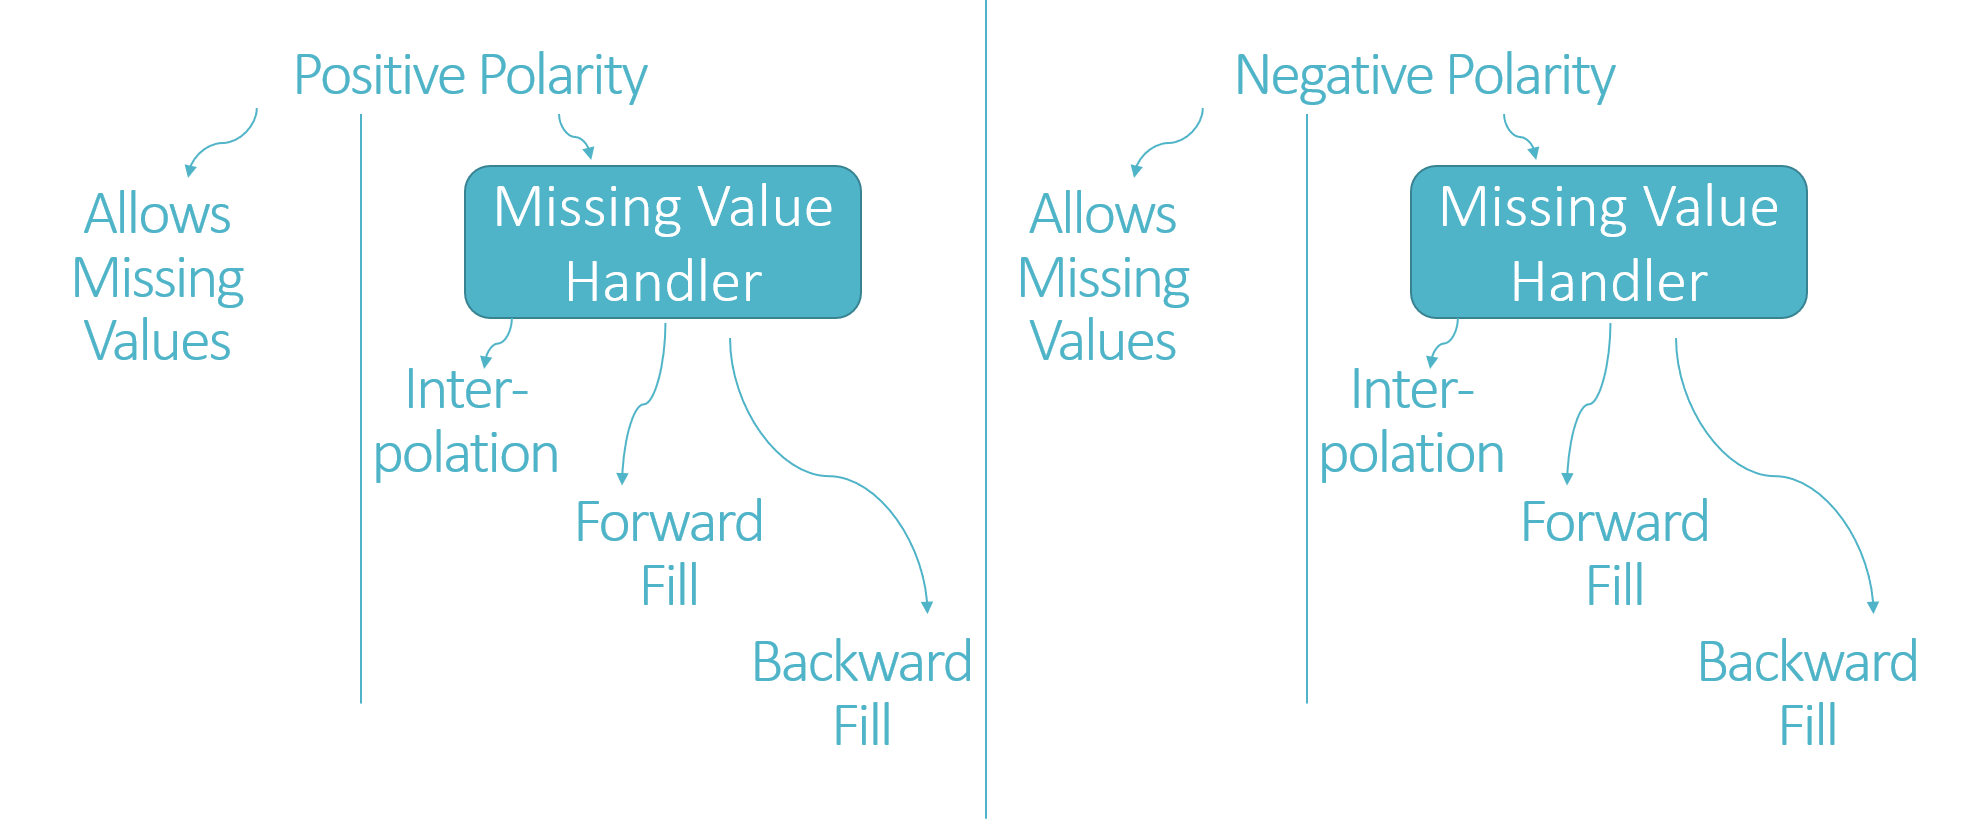 Positive Polarity
Allows
Missing
Values
Missing Value
Handler
Inter-
polation
Forward
Fill
Backward
Fill
Negative Polarity
Allows
Missing
Values
Missing Value
Handler
Inter-
polation
Forward
Fill
Backward
Fill